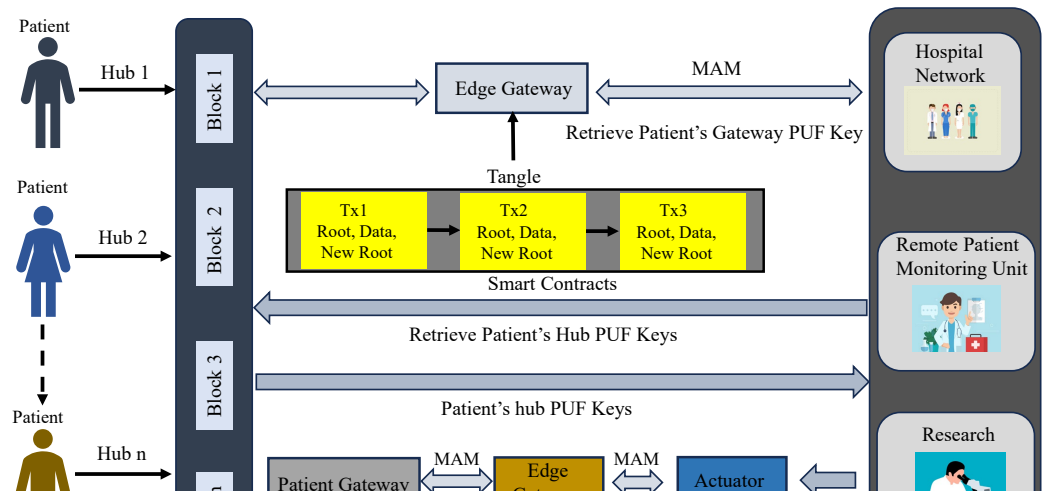 Patient
Hub 1
Block 1
Edge Gateway
MAM
Retrieve Patient's Gateway PUF Key
Hospital
Network
Patient
Hub 2
Block 2
Tangle
Tx1
Root, Data,
New Root
Tx2
Root, Data,
New Root
Tx3
Root, Data,
New Root
Smart Contracts
Remote Patient
Monitoring Unit
Retrieve Patient's Hub PUF Keys
Block 3
Patient's hub PUF Keys
Patient
Hub n
Patient Gateway
MAM
Edge
MAM
Actuator
Research